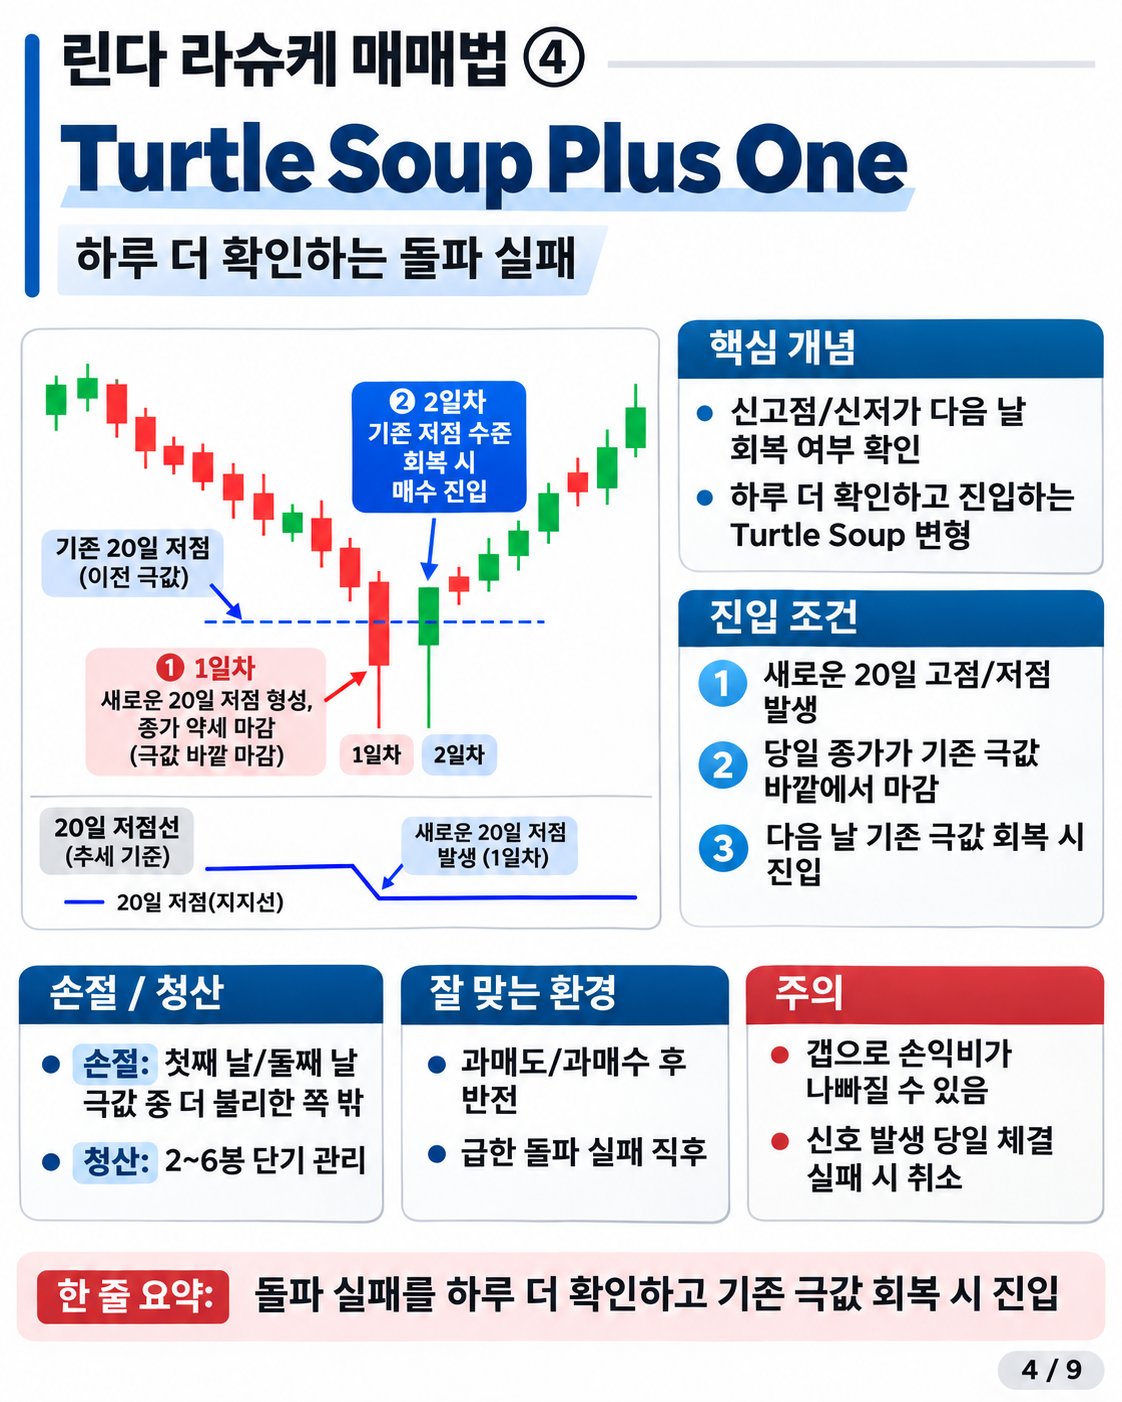 린다 라슈케 매매법 ④
Turtle Soup Plus One
하루 더 확인하는 돌파 실패
❷ 2일차
기존 저점 수준
회복 시
매수 진입
기존 20일 저점
(이전 극값)
❶ 1일차
새로운 20일 저점 형성,
종가 약세 마감
(극값 바깥 마감)
1일차
2일차
20일 저점선
(추세 기준)
새로운 20일 저점
발생 (1일차)
20일 저점(지지선)
핵심 개념
신고점/신저가 다음 날
회복 여부 확인
하루 더 확인하고 진입하는
Turtle Soup 변형
진입 조건
1 새로운 20일 고점/저점
발생
2 당일 종가가 기존 극값
바깥에서 마감
3 다음 날 기존 극값 회복 시
진입
손절 / 청산
손절: 첫째 날/둘째 날
극값 중 더 불리한 쪽 밖
청산: 2~6봉 단기 관리
잘 맞는 환경
과매도/과매수 후
반전
급한 돌파 실패 직후
주의
갭으로 손익비가
나빠질 수 있음
신호 발생 당일 체결
실패 시 취소
한 줄 요약: 돌파 실패를 하루 더 확인하고 기존 극값 회복 시 진입
4 / 9